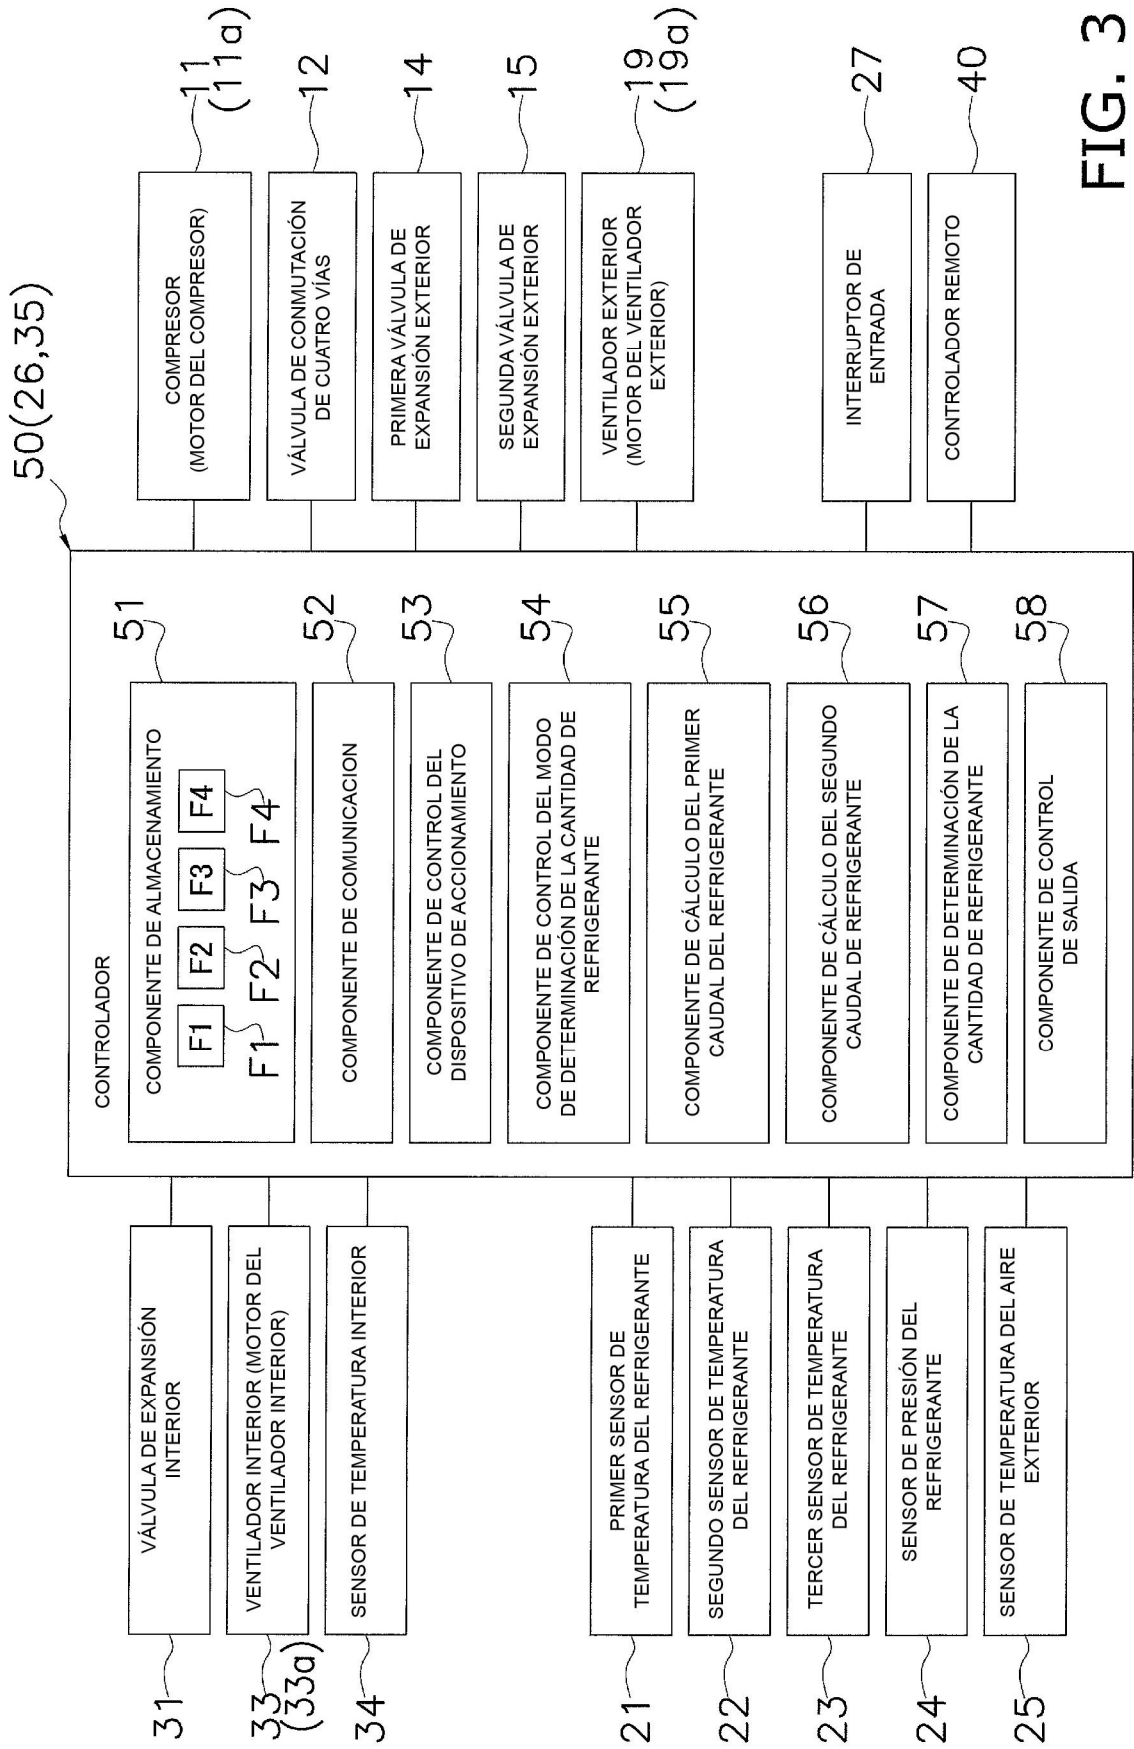 50(26,35)
CONTROLADOR
31
VÁLVULA DE EXPANSIÓN
INTERIOR
33
(33a)
VENTILADOR INTERIOR (MOTOR DEL
VENTILADOR INTERIOR)
34
SENSOR DE TEMPERATURA INTERIOR
21
PRIMER SENSOR DE
TEMPERATURA DEL REFRIGERANTE
22
SEGUNDO SENSOR DE TEMPERATURA
DEL REFRIGERANTE
23
TERCER SENSOR DE TEMPERATURA
DEL REFRIGERANTE
24
SENSOR DE PRESIÓN DEL
REFRIGERANTE
25
SENSOR DE TEMPERATURA DEL AIRE
EXTERIOR
COMPONENTE DE ALMACENAMIENTO
51
F1 F2 F3 F4
F1 F2 F3 F4
COMPONENTE DE COMUNICACION
52
COMPONENTE DE CONTROL DEL
DISPOSITIVO DE ACCIONAMIENTO
53
COMPONENTE DE CONTROL DEL MODO
DE DETERMINACIÓN DE LA CANTIDAD DE
REFRIGERANTE
54
COMPONENTE DE CÁLCULO DEL PRIMER
CAUDAL DEL REFRIGERANTE
55
COMPONENTE DE CÁLCULO DEL SEGUNDO
CAUDAL DE REFRIGERANTE
56
COMPONENTE DE DETERMINACIÓN DE LA
CANTIDAD DE REFRIGERANTE
57
COMPONENTE DE CONTROL
DE SALIDA
58
COMPRESOR
(MOTOR DEL COMPRESOR)
11
(11a)
VÁLVULA DE CONMUTACIÓN
DE CUATRO VÍAS
12
PRIMERA VÁLVULA DE
EXPANSIÓN EXTERIOR
14
SEGUNDA VÁLVULA DE
EXPANSIÓN EXTERIOR
15
VENTILADOR EXTERIOR
(MOTOR DEL VENTILADOR
EXTERIOR)
19
(19a)
INTERRUPTOR DE
ENTRADA
27
CONTROLADOR REMOTO
40
FIG. 3